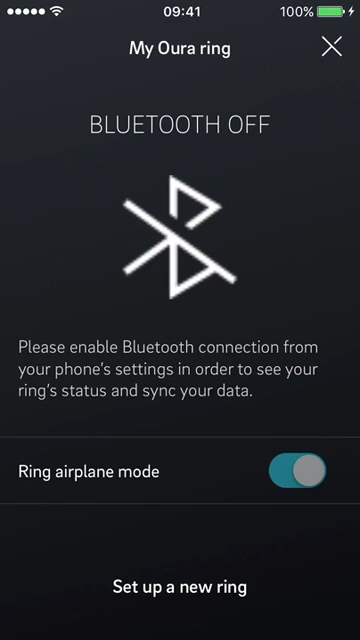 09:41
100%
My Oura ring
BLUETOOTH OFF
Please enable Bluetooth connection from
your phone's settings in order to see your
ring's status and sync your data.
Ring airplane mode
Set up a new ring